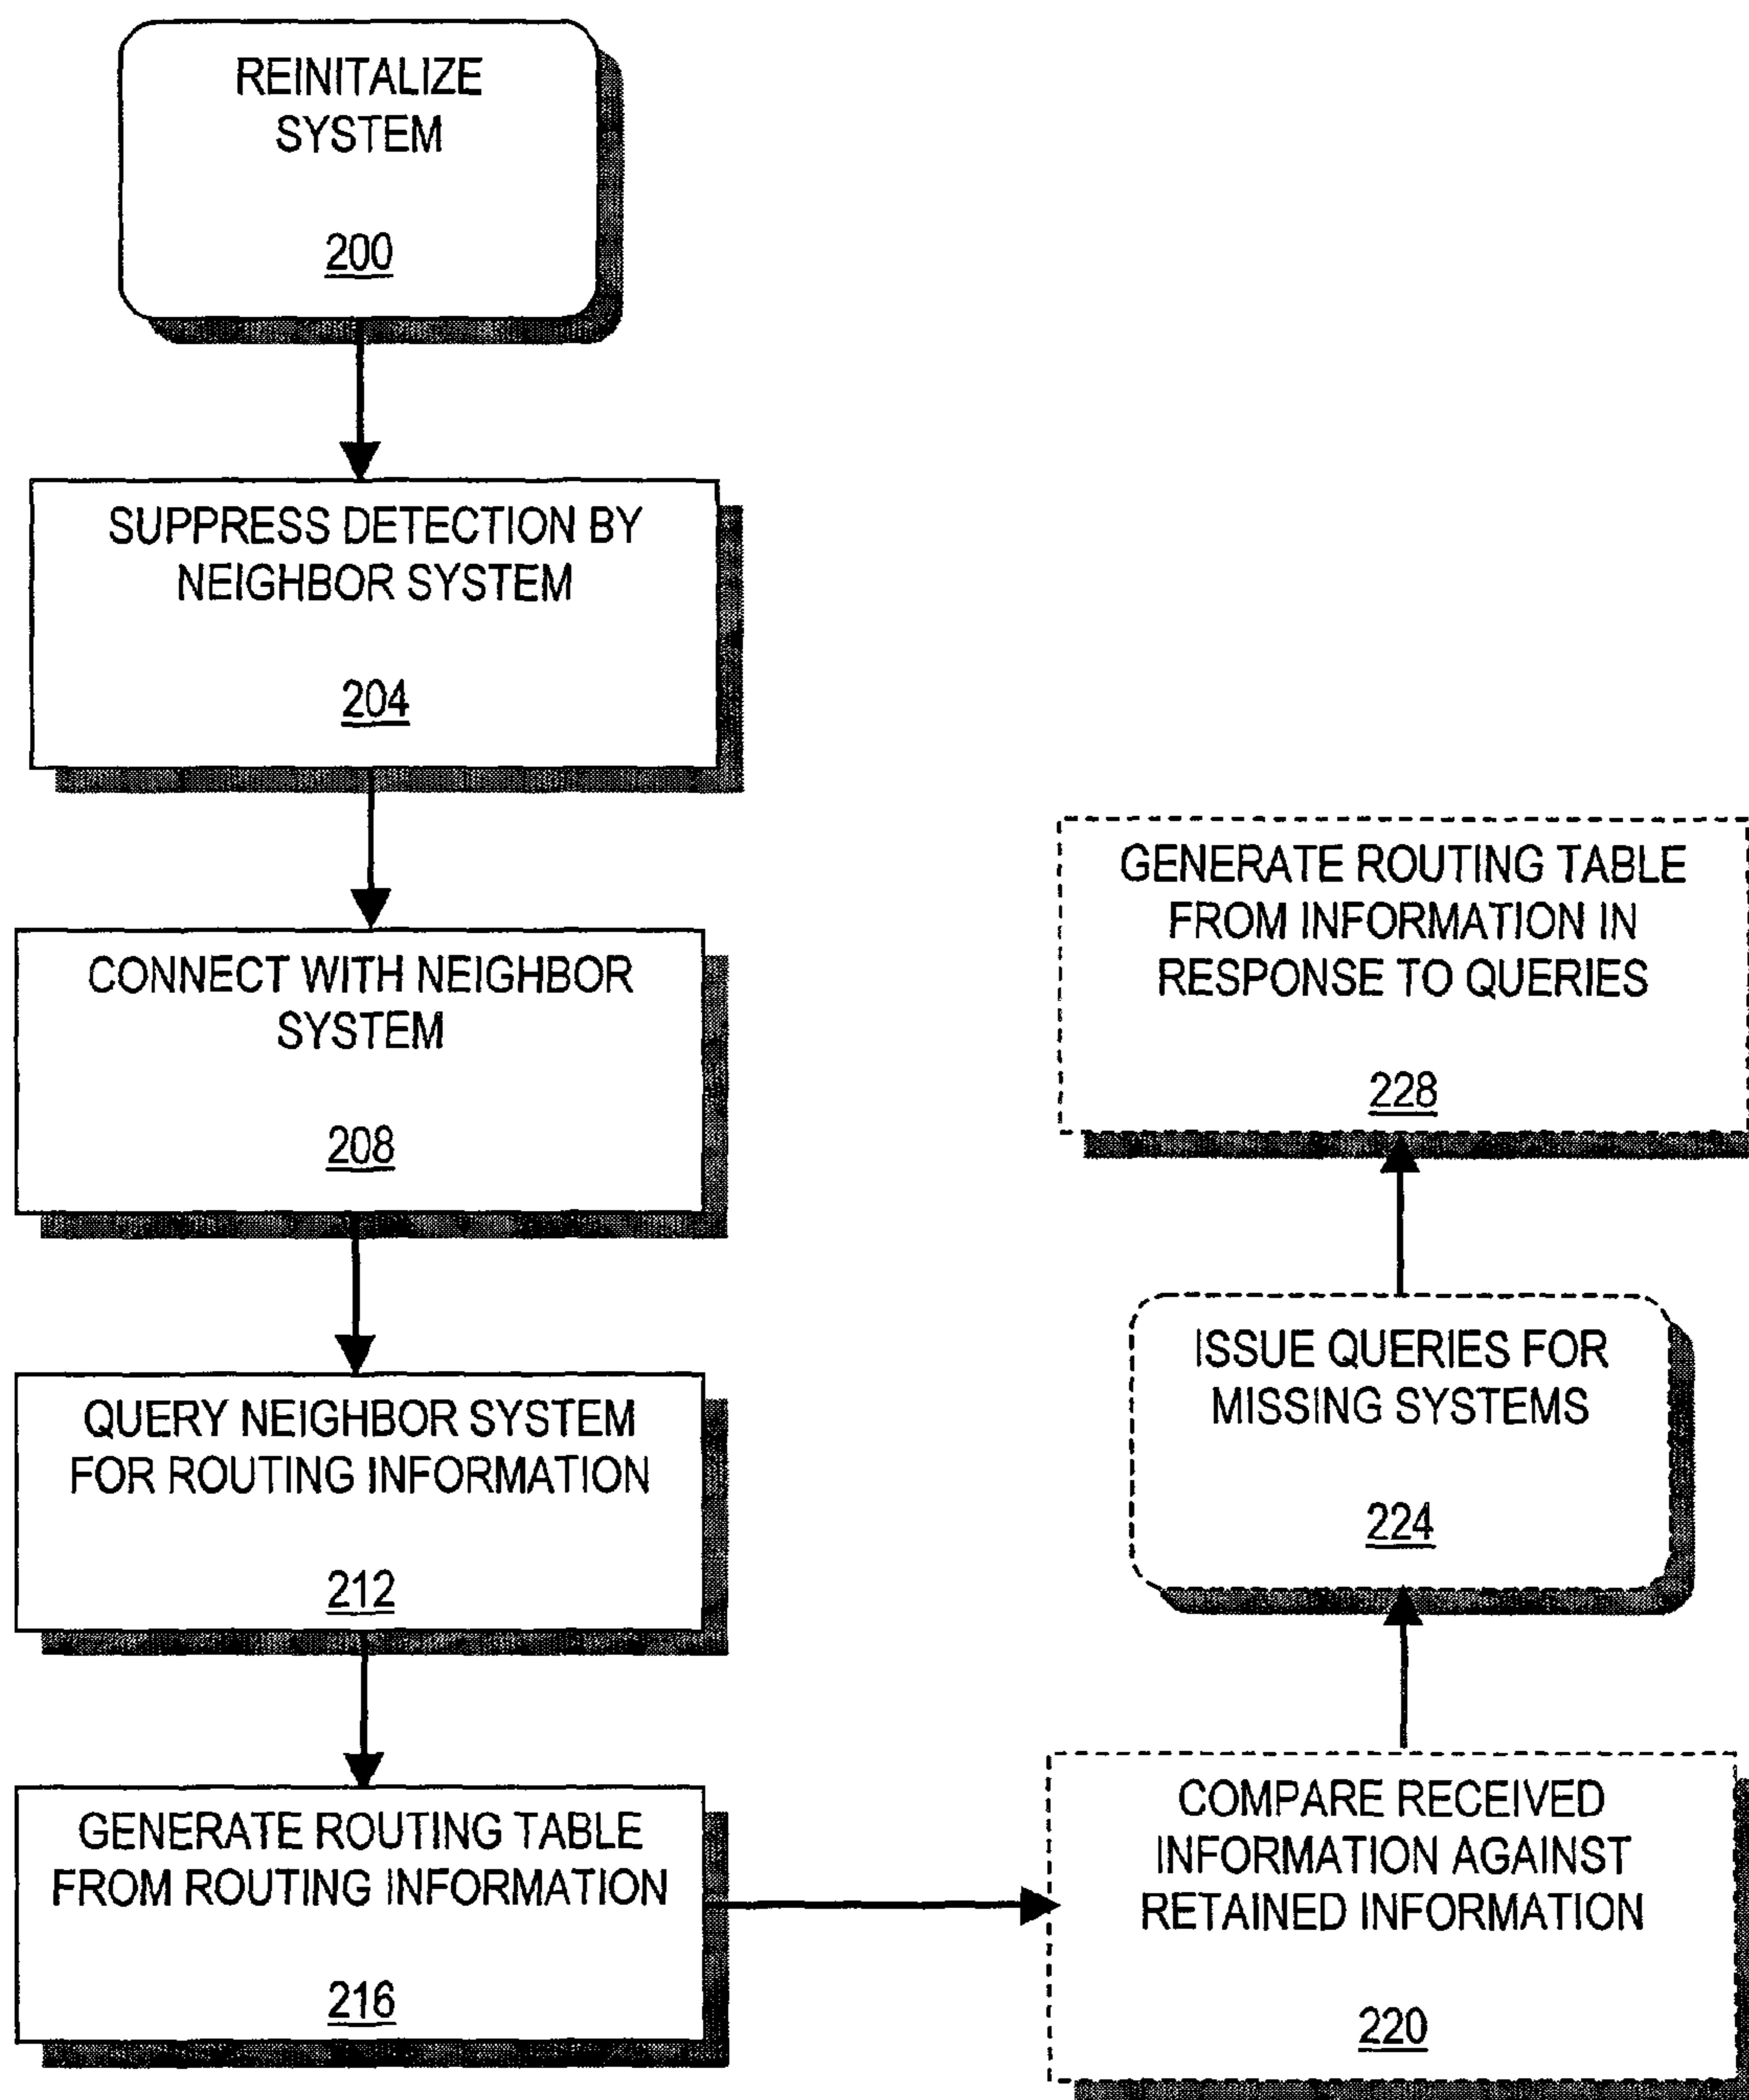 REINITALIZE
SYSTEM
200
SUPPRESS DETECTION BY
NEIGHBOR SYSTEM
204
CONNECT WITH NEIGHBOR
SYSTEM
208
QUERY NEIGHBOR SYSTEM
FOR ROUTING INFORMATION
212
GENERATE ROUTING TABLE
FROM ROUTING INFORMATION
216
COMPARE RECEIVED
INFORMATION AGAINST
RETAINED INFORMATION
220
ISSUE QUERIES FOR
MISSING SYSTEMS
224
GENERATE ROUTING TABLE
FROM INFORMATION IN
RESPONSE TO QUERIES
228